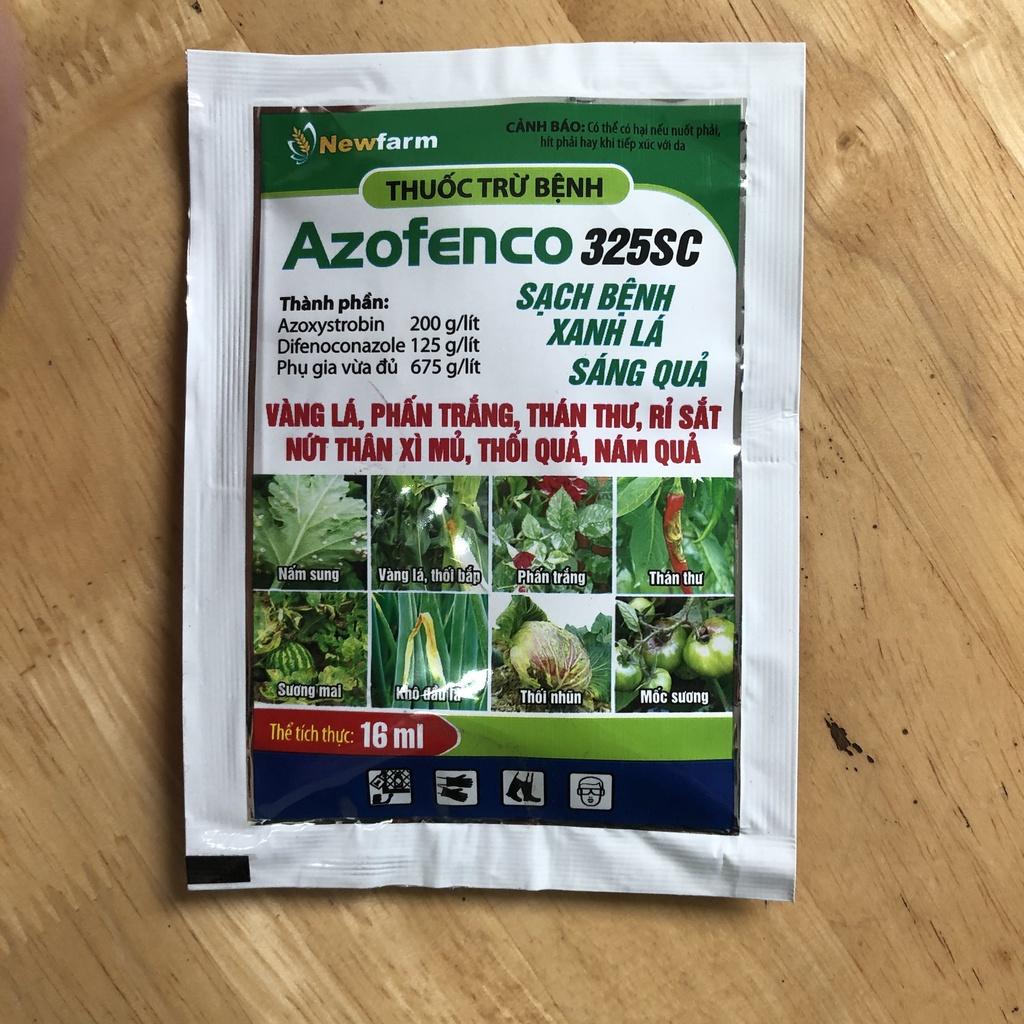 Newfarm
CẢNH BÁO: Có thể có hại nếu nuốt phải,
hít phải hay khi tiếp xúc với da
THUỐC TRỪ BỆNH
Azofenco 325SC
Thành phần:
Azoxystrobin 200 g/lít
Difenoconazole 125 g/lít
Phụ gia vừa đủ 675 g/lít
SẠCH BỆNH
XANH LÁ
SÁNG QUẢ
VÀNG LÁ, PHẤN TRẮNG, THÁN THƯ, RỈ SẮT
NỨT THÂN XÌ MỦ, THỐI QUẢ, NÁM QUẢ
Nấm sung
Vàng lá, thối bắp
Phấn trắng
Thán thư
Sương mai
Khô đầu lá
Thối nhũn
Mốc sương
Thể tích thực: 16 ml